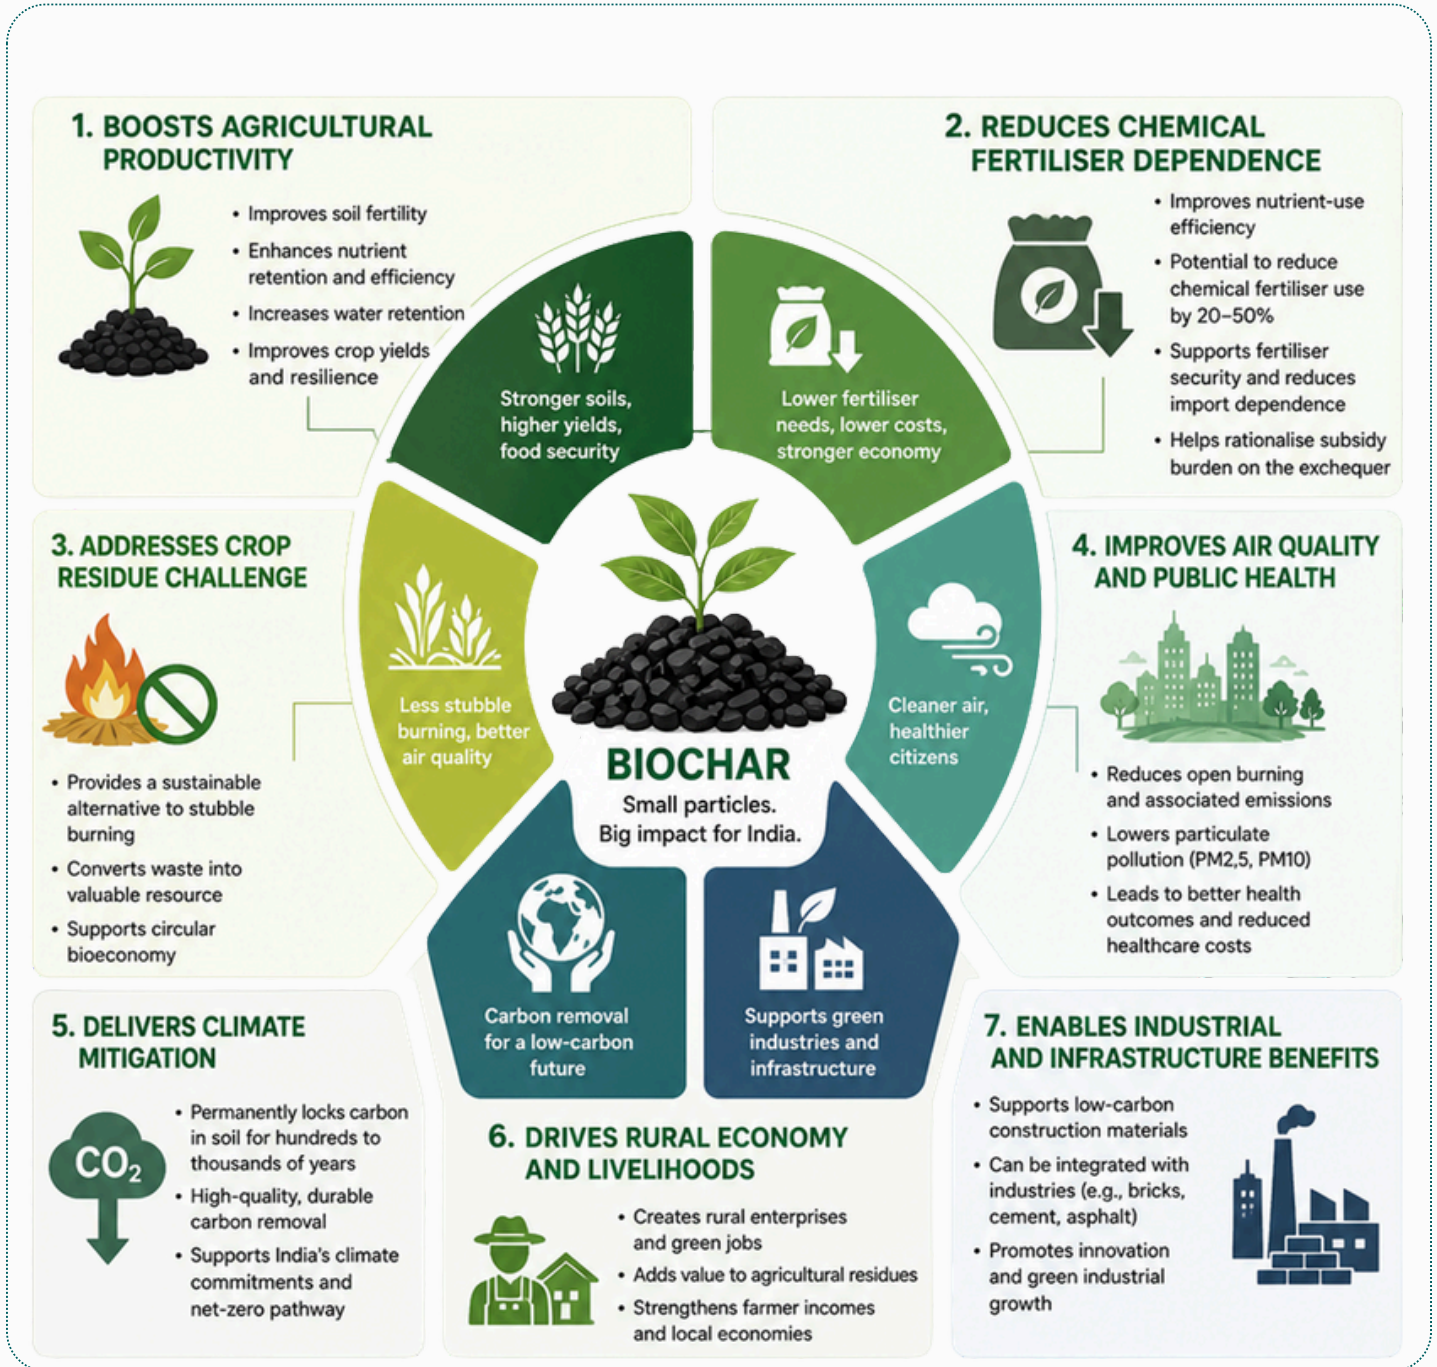 1. BOOSTS AGRICULTURAL
PRODUCTIVITY
• Improves soil fertility
• Enhances nutrient
retention and efficiency
• Increases water retention
• Improves crop yields
and resilience
2. REDUCES CHEMICAL
FERTILISER DEPENDENCE
• Improves nutrient-use
efficiency
• Potential to reduce
chemical fertiliser use
by 20–50%
• Supports fertiliser
security and reduces
import dependence
• Helps rationalise subsidy
burden on the exchequer
Stronger soils,
higher yields,
food security
Lower fertiliser
needs, lower costs,
stronger economy
3. ADDRESSES CROP
RESIDUE CHALLENGE
• Provides a sustainable
alternative to stubble
burning
• Converts waste into
valuable resource
• Supports circular
bioeconomy
Less stubble
burning, better
air quality
BIOCHAR
Small particles.
Big impact for India.
Cleaner air,
healthier
citizens
4. IMPROVES AIR QUALITY
AND PUBLIC HEALTH
• Reduces open burning
and associated emissions
• Lowers particulate
pollution (PM2,5, PM10)
• Leads to better health
outcomes and reduced
healthcare costs
Carbon removal
for a low-carbon
future
Supports green
industries and
infrastructure
5. DELIVERS CLIMATE
MITIGATION
CO2
• Permanently locks carbon
in soil for hundreds to
thousands of years
• High-quality, durable
carbon removal
• Supports India's climate
commitments and
net-zero pathway
6. DRIVES RURAL ECONOMY
AND LIVELIHOODS
• Creates rural enterprises
and green jobs
• Adds value to agricultural residues
• Strengthens farmer incomes
and local economies
7. ENABLES INDUSTRIAL
AND INFRASTRUCTURE BENEFITS
• Supports low-carbon
construction materials
• Can be integrated with
industries (e.g., bricks,
cement, asphalt)
• Promotes innovation
and green industrial
growth